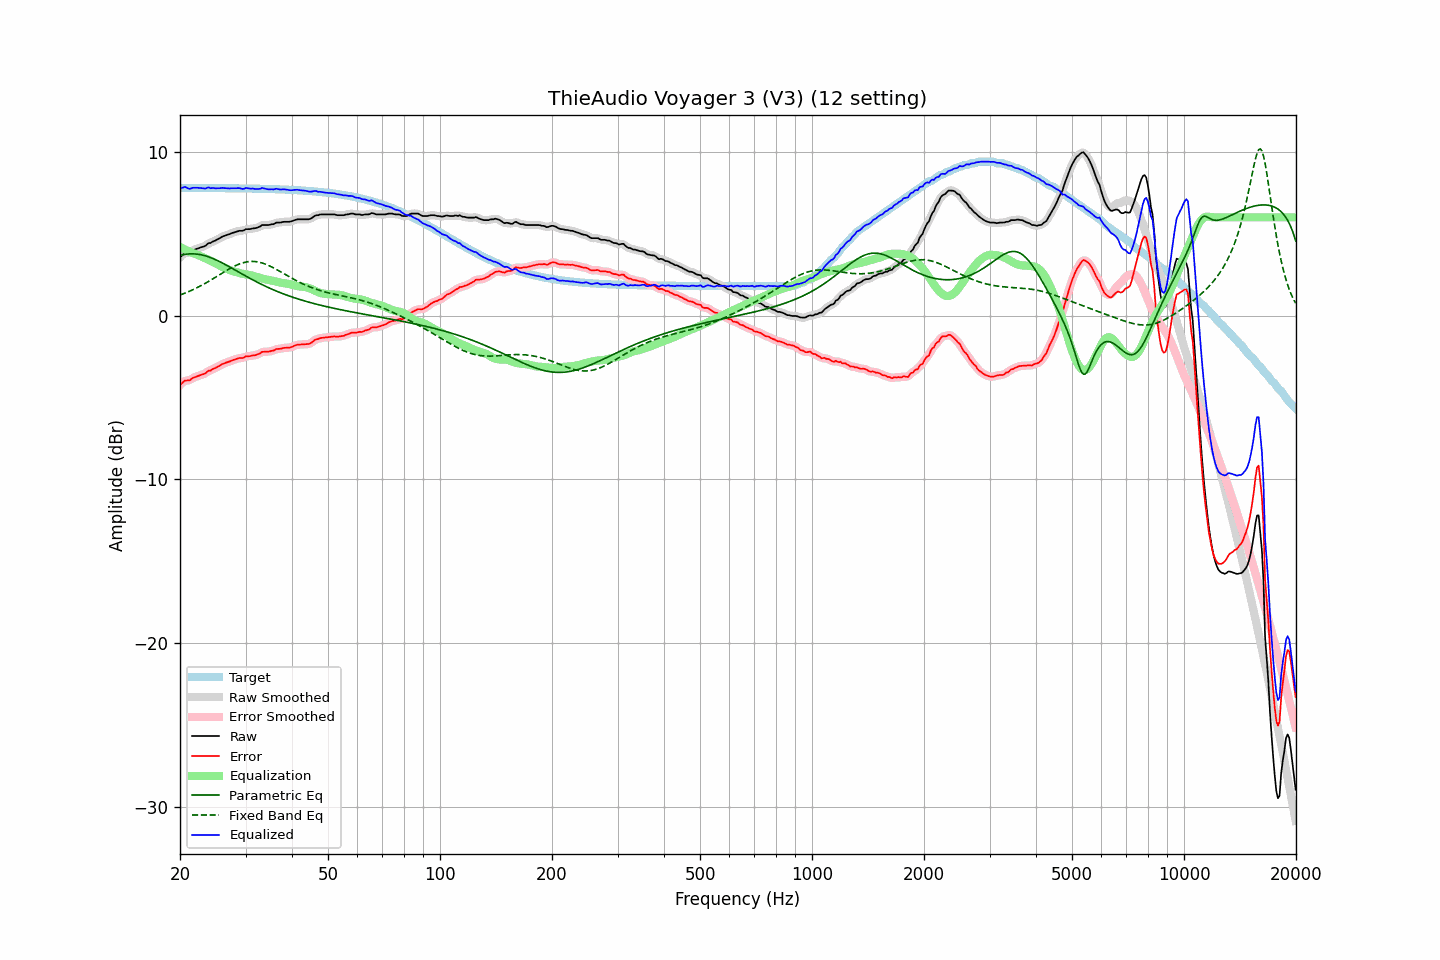 ThieAudio Voyager 3 (V3) (12 setting)
10
0
−10
−20
−30
Amplitude (dBr)
Target
Raw Smoothed
Error Smoothed
Raw
Error
Equalization
Parametric Eq
Fixed Band Eq
Equalized
20 50 100 200 500 1000 2000 5000 10000 20000
Frequency (Hz)